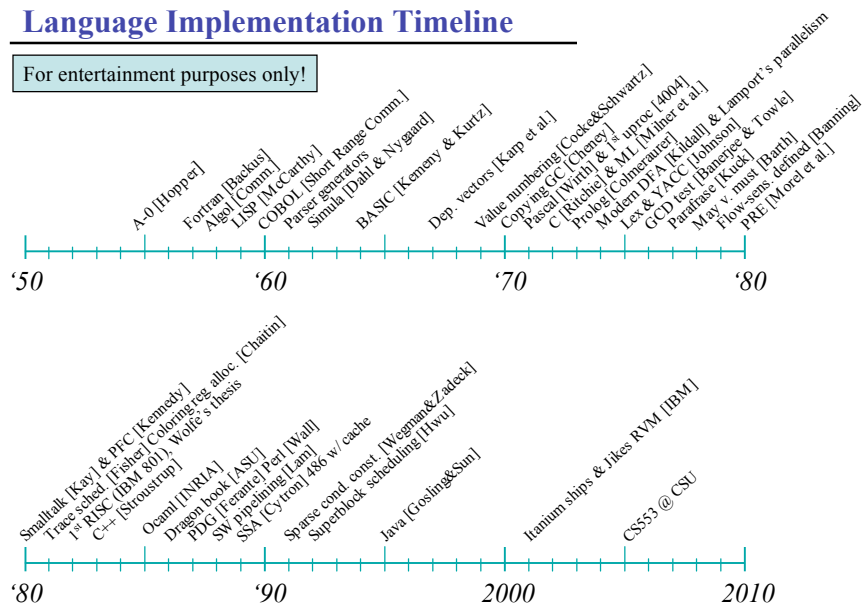 Language Implementation Timeline
For entertainment purposes only!
A-0 [Hopper]
Fortran [Backus]
Algol [Comm.]
LISP [McCarthy]
COBOL [Short Range Comm.]
Parser generators
Simula [Dahl & Nygaard]
BASIC [Kemeny & Kurtz]
Dep. vectors [Karp et al.]
Value numbering [Cocke&Schwartz]
Copying GC [Cheney]
Pascal [Wirth] & 1st uproc [4004]
C [Ritchie] & ML [Milner et al.]
Prolog [Colmeraurer]
Modern DFA [Kildall] & Lamport's parallelism
Lex & YACC [Johnson]
GCD test [Banerjee & Towle]
Parafrase [Kuck]
May v. must [Barth]
Flow-sens. defined [Banning]
PRE [Morel et al.]
‘50 ‘60 ‘70 ‘80
Smalltalk [Kay] & PFC [Kennedy]
Trace sched. [Fisher] Coloring reg. alloc. [Chaitin]
1st RISC (IBM 801), Wolfe's thesis
C++ [Stroustrup]
Ocaml [INRIA]
Dragon book [ASU]
PDG [Ferante] Perl [Wall]
SW pipelning [Lam]
SSA [Cytron] 486 w/ cache
Sparse cond. const. [Wegman&Zadeck]
Superblock scheduling [Hwu]
Java [Gosling&Sun]
Itanium ships & Jikes RVM [IBM]
CS553 @ CSU
‘80 ‘90 2000 2010